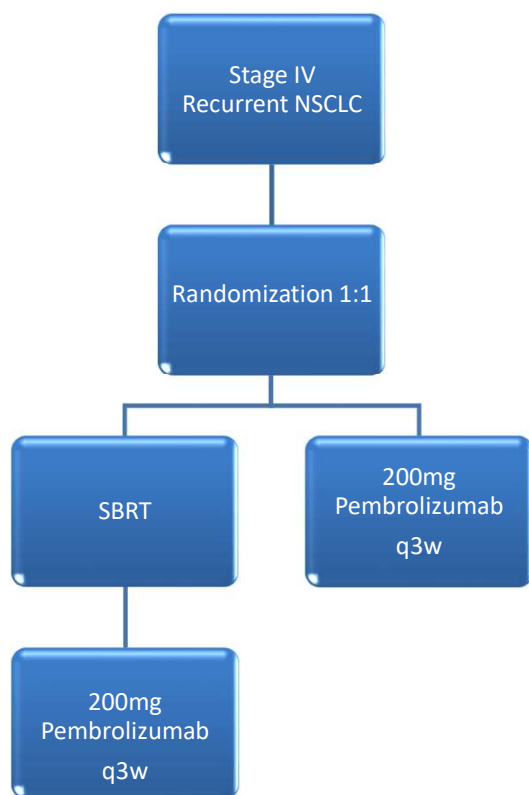 Stage IV
Recurrent NSCLC
Randomization 1:1
SBRT
200mg
Pembrolizumab
q3w
200mg
Pembrolizumab
q3w